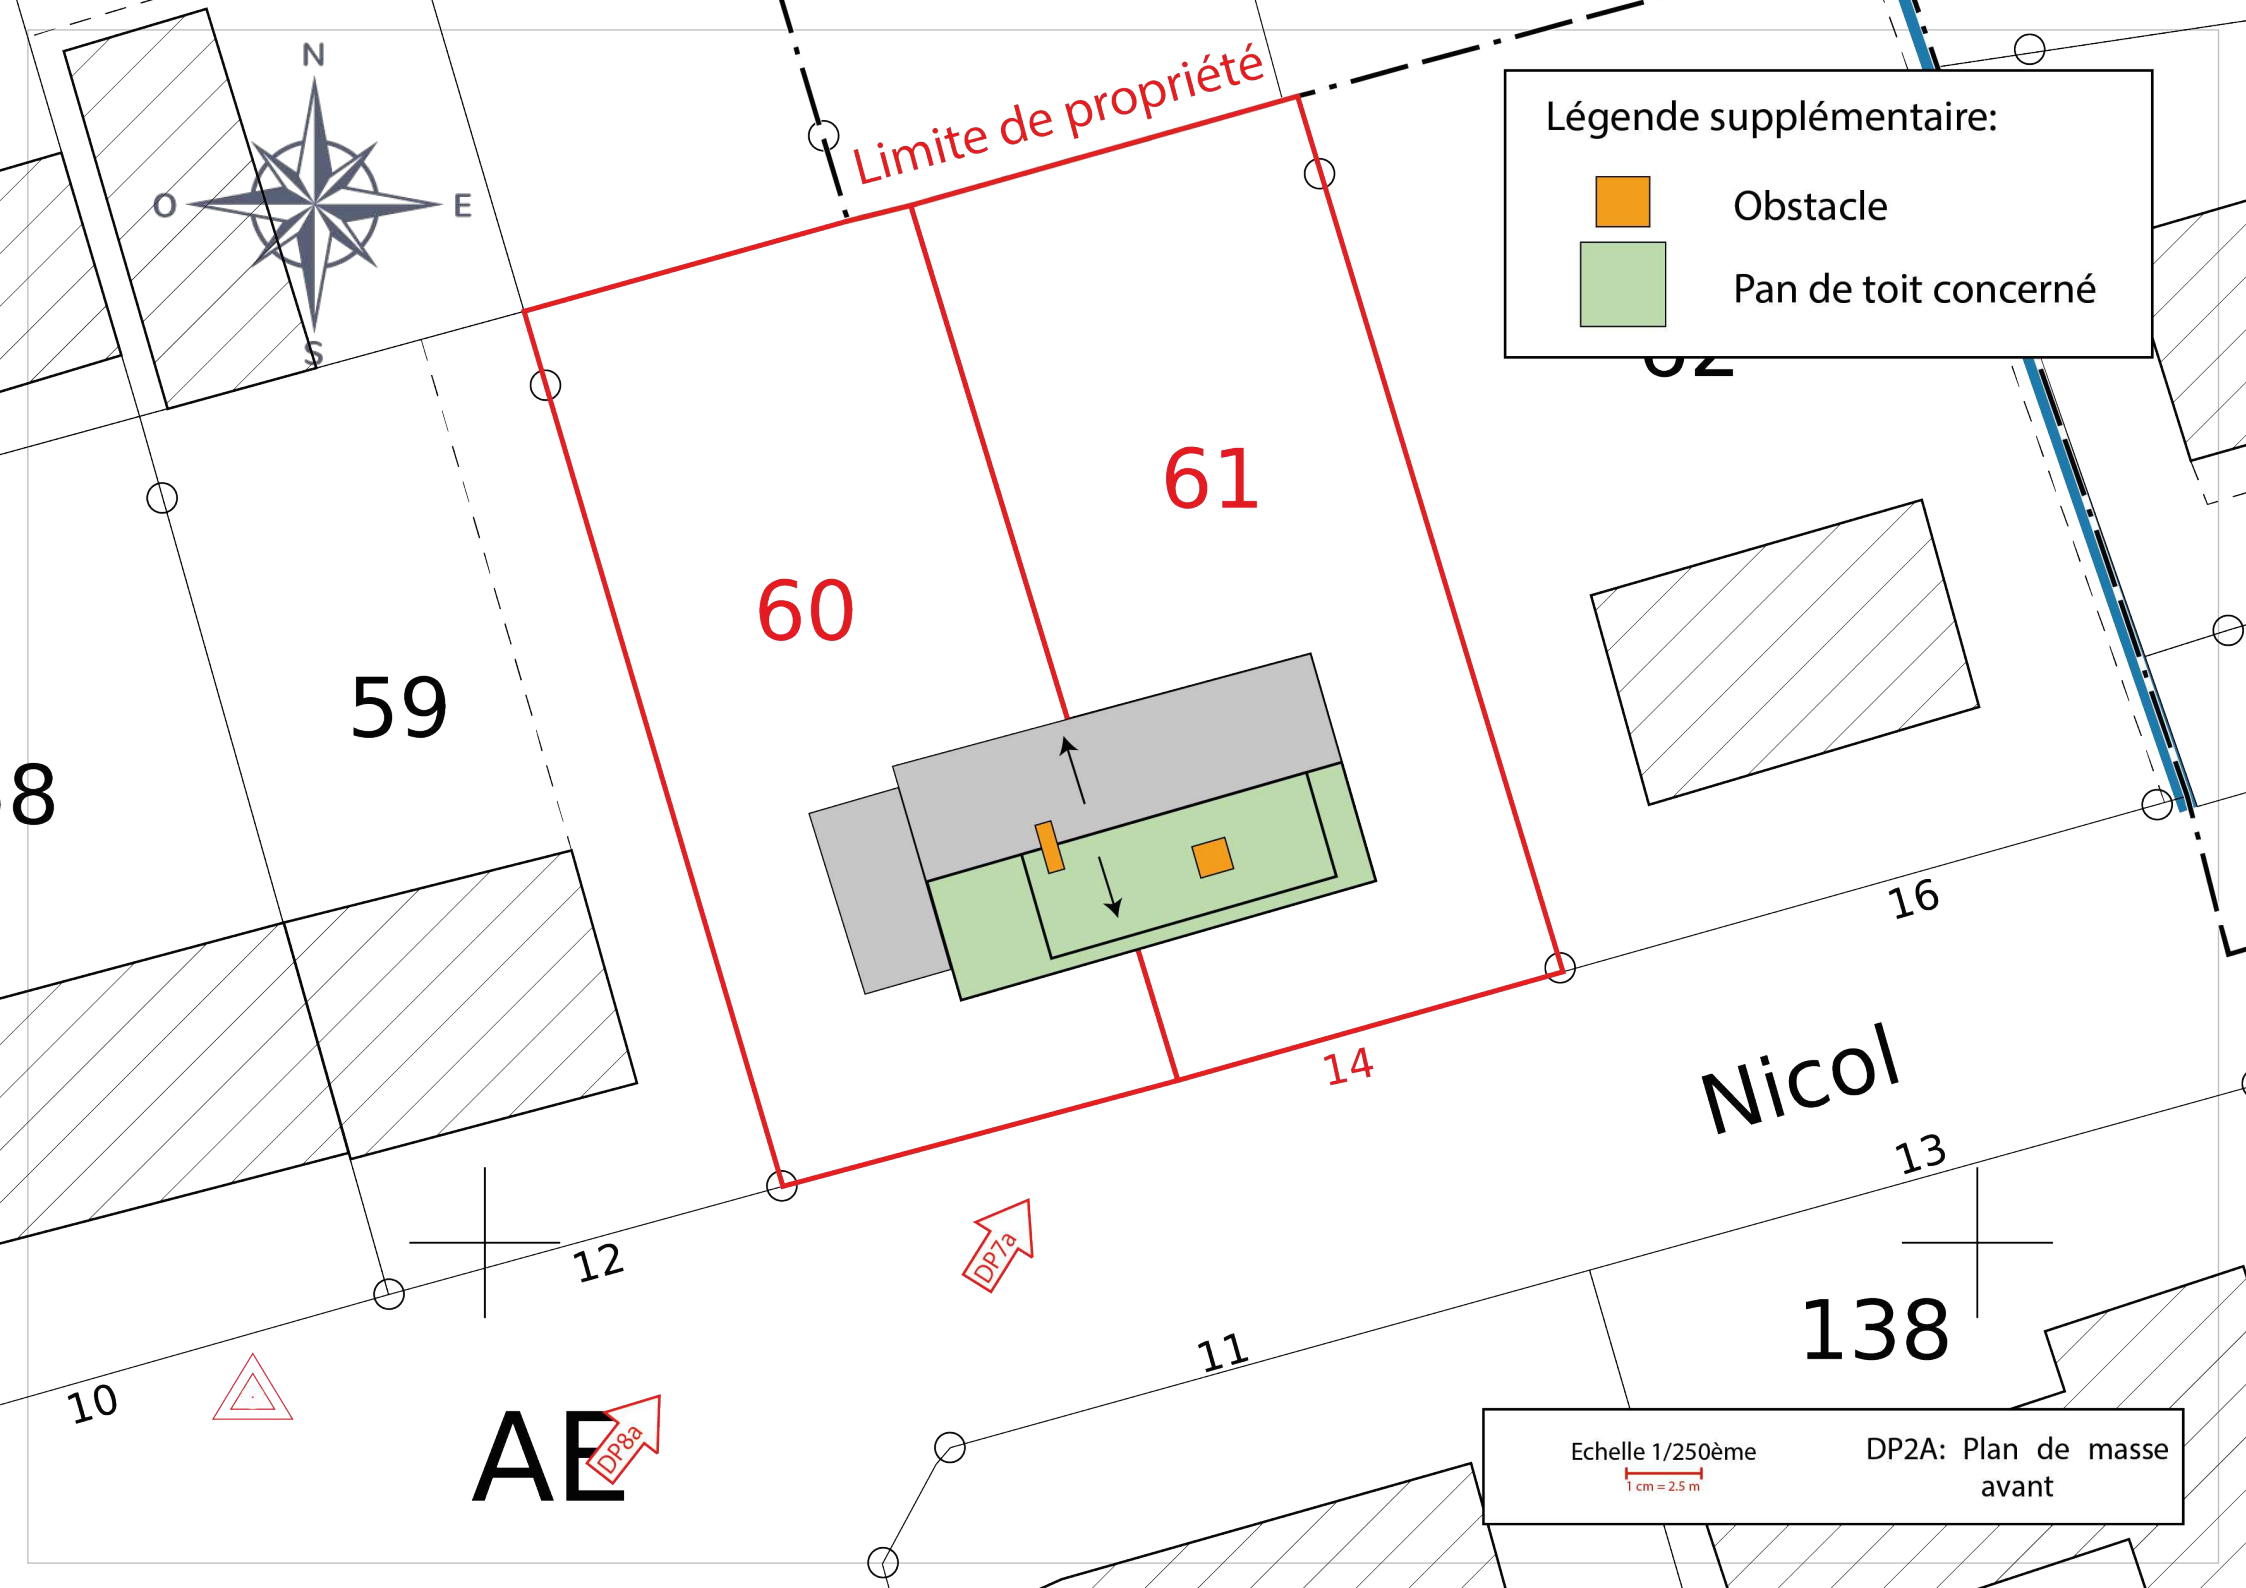 N
O
E
S
Limite de propriété
Légende supplémentaire:
Obstacle
Pan de toit concerné
61
60
59
8
16
14
Nicol
13
12
DP7a
138
11
10
AE
DP8a
Echelle 1/250ème
1 cm = 2.5 m
DP2A: Plan de masse
avant